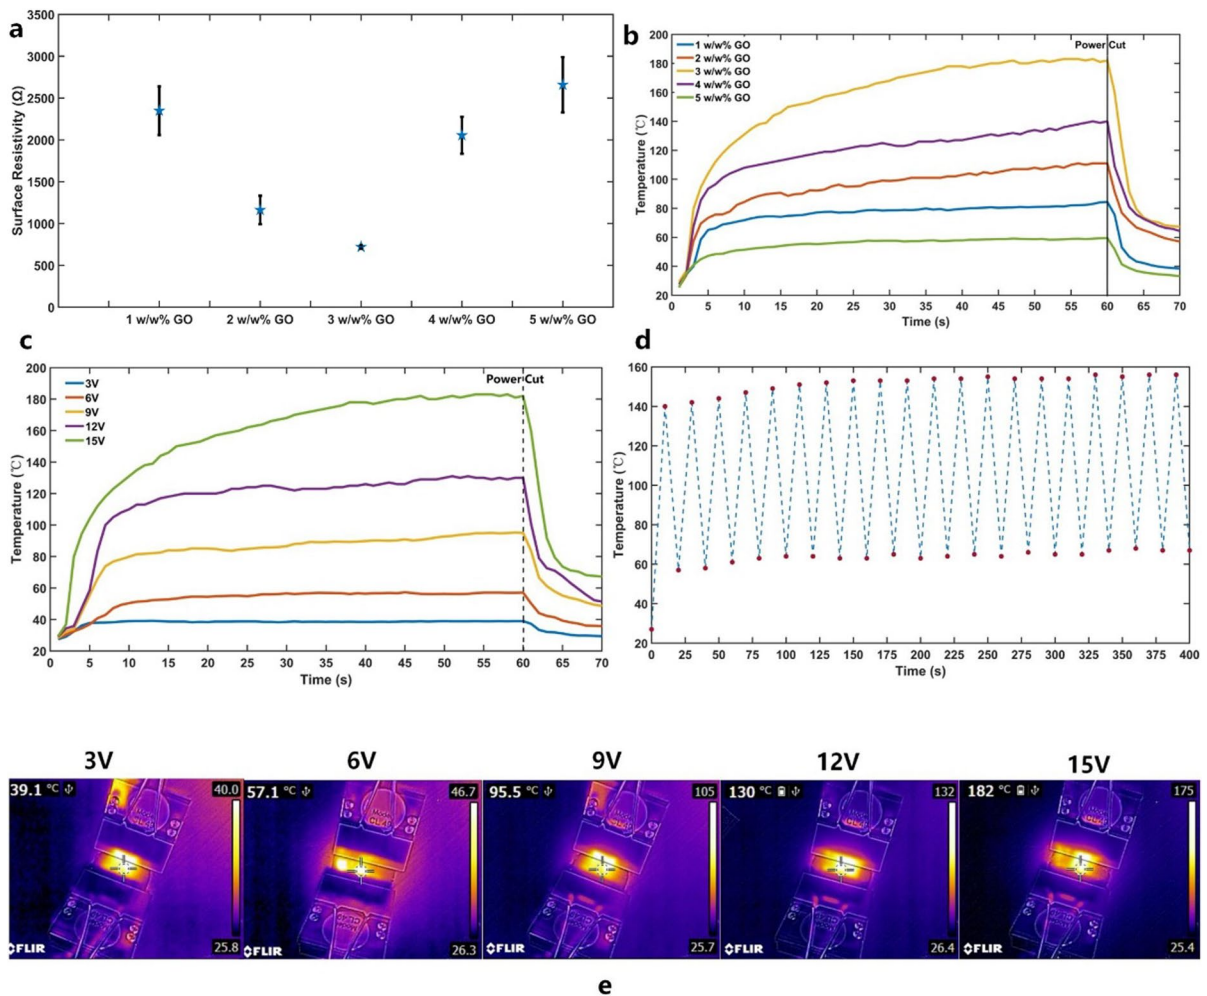 a
3500
3000
2500
2000
1500
1000
500
0
Surface Resistivity (Ω)
1 w/w% GO 2 w/w% GO 3 w/w% GO 4 w/w% GO 5 w/w% GO
b
200
180
160
140
120
100
80
60
40
20
Temperature (℃)
1 w/w% GO
2 w/w% GO
3 w/w% GO
4 w/w% GO
5 w/w% GO
Power Cut
5 10 15 20 25 30 35 40 45 50 55 60 65 70
Time (s)
c
200
180
160
140
120
100
80
60
40
20
Temperature (℃)
3V
6V
9V
12V
15V
Power Cut
0 5 10 15 20 25 30 35 40 45 50 55 60 65 70
Time (s)
d
160
140
120
100
80
60
40
20
Temperature (℃)
0 25 50 75 100 125 150 175 200 225 250 275 300 325 350 375 400
Time (s)
3V 6V 9V 12V 15V
39.1 °C 40.0
57.1 °C 46.7
95.5 °C 105
130 °C 132
182 °C 175
FLIR 25.8
FLIR 26.3
FLIR 25.7
FLIR 26.4
FLIR 25.4
e